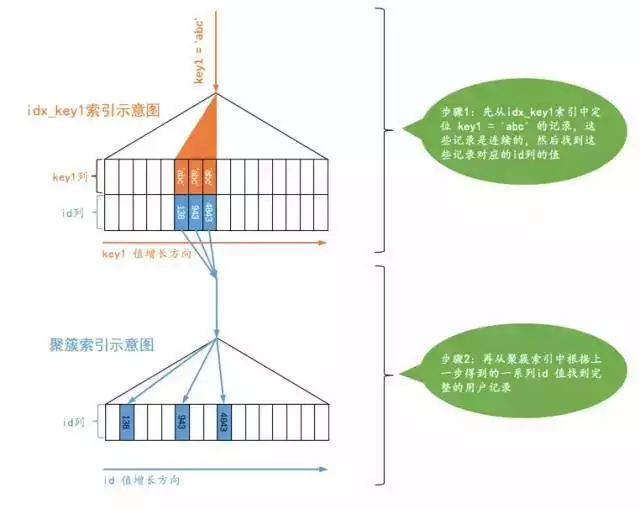 key1 = 'abc'
idx_key1索引示意图
key1列
'abc' 'abc' 'abc'
id列
138 943 4843
key1 值增长方向
步骤1: 先从idx_key1索引中定
位 key1 = 'abc' 的记录, 这
些记录是连续的, 然后找到这
些记录对应的id列的值
聚簇索引示意图
id列
138 943 4843
id 值增长方向
步骤2: 再从聚簇索引中根据上
一步得到的一系列id 值找到完
整的用户记录